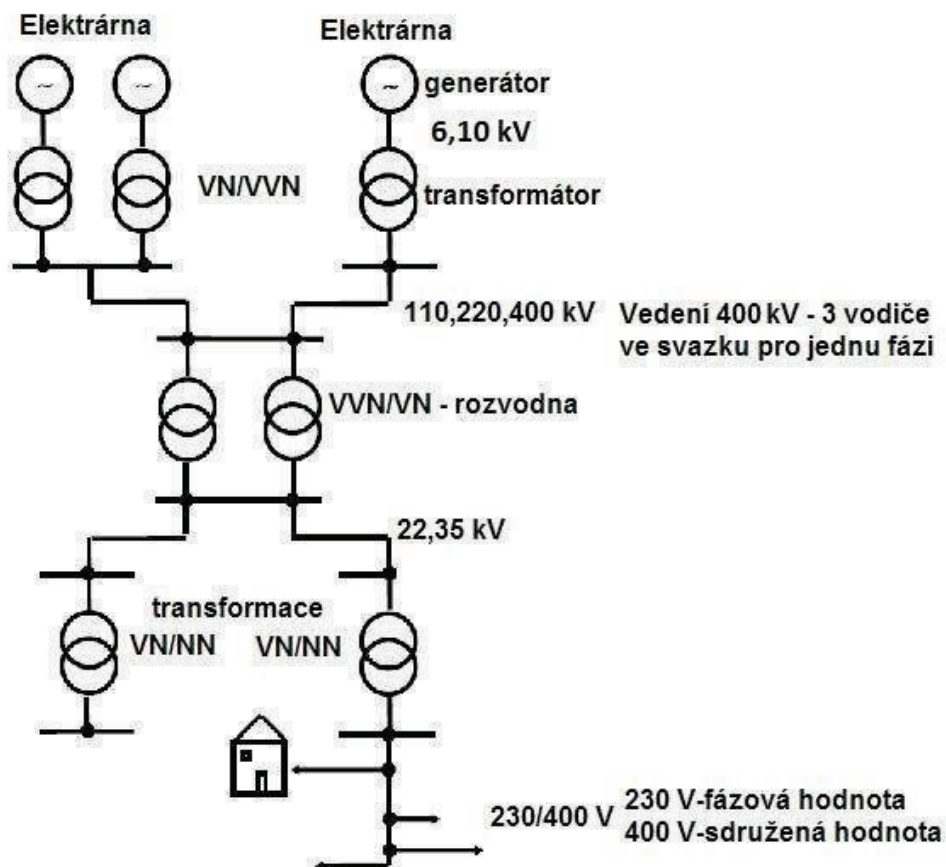 Elektrárna
Elektrárna
~
~
~
generátor
6,10 kV
VN/VVN
transformátor
110,220,400 kV
Vedení 400 kV - 3 vodiče
ve svazku pro jednu fázi
VVN/VN - rozvodna
22,35 kV
transformace
VN/NN
VN/NN
230/400 V
230 V-fázová hodnota
400 V-sdružená hodnota